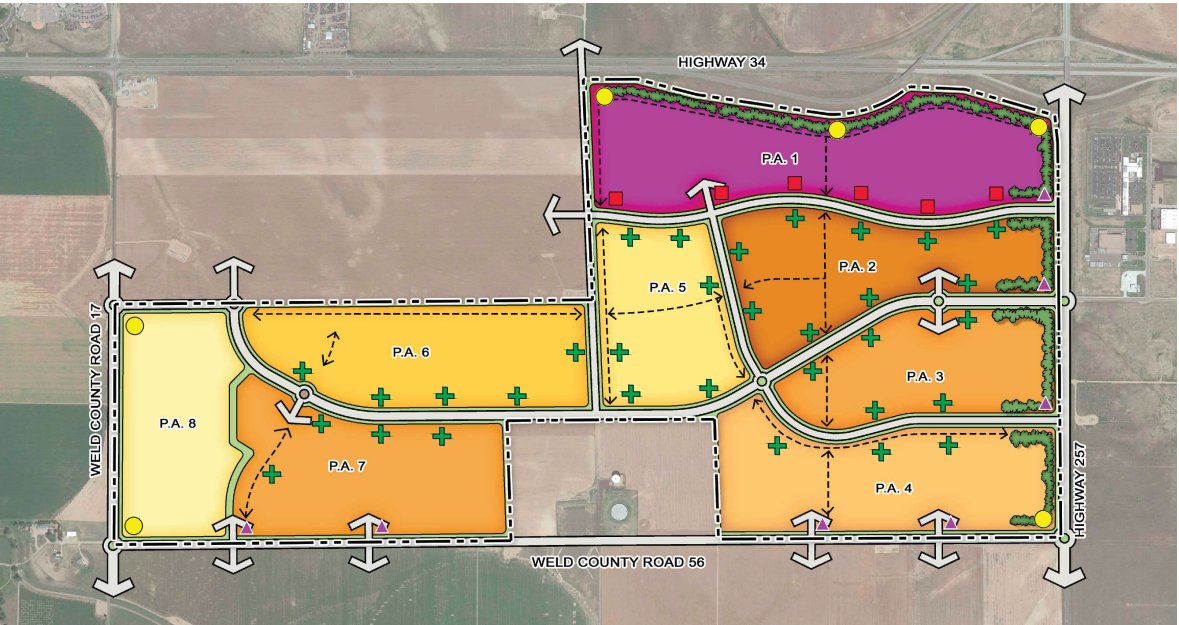 HIGHWAY 34
P.A. 1
P.A. 2
P.A. 5
WELD COUNTY ROAD 17
P.A. 6
P.A. 3
P.A. 8
P.A. 7
P.A. 4
HIGHWAY 257
WELD COUNTY ROAD 56